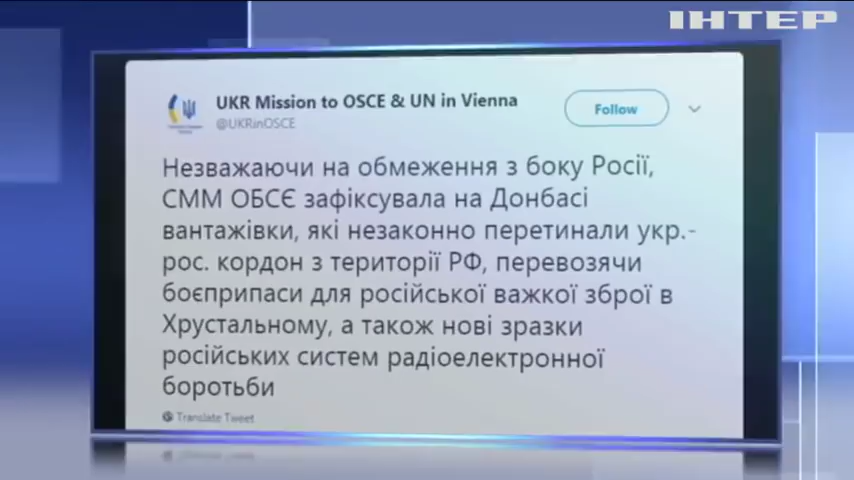 ІНТЕР
UKR Mission to OSCE & UN in Vienna
@UKRinOSCE
Follow
Незважаючи на обмеження з боку Росії,
СММ ОБСЄ зафіксувала на Донбасі
вантажівки, які незаконно перетинали укр.-
рос. кордон з території РФ, перевозячи
боєприпаси для російської важкої зброї в
Хрустальному, а також нові зразки
російських систем радіоелектронної
боротьби
Translate Tweet